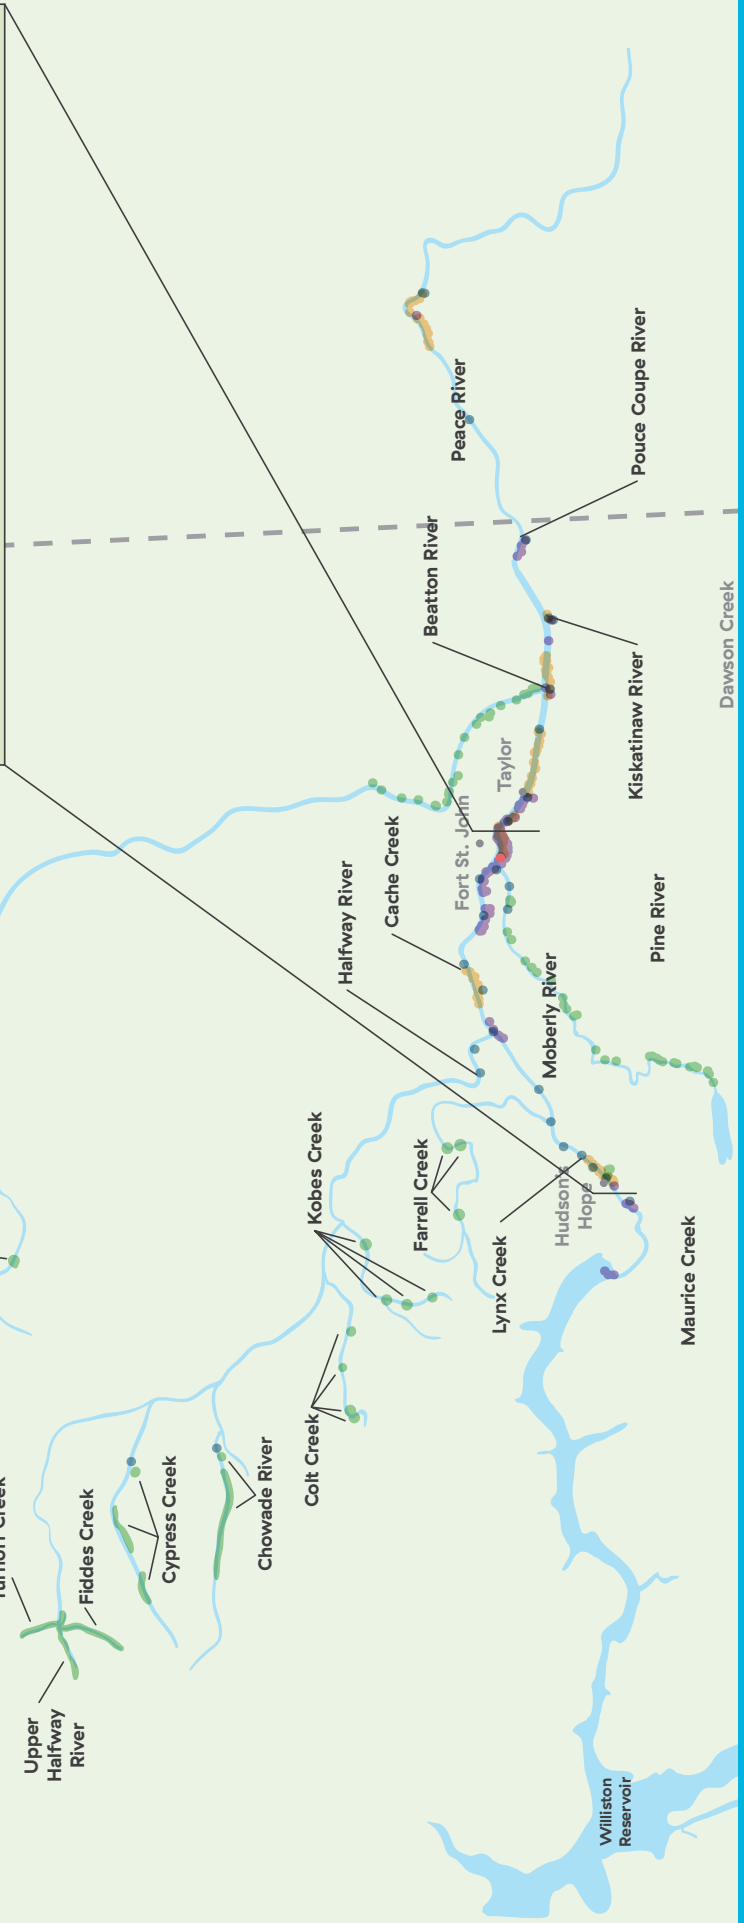 Peace River
Pouce Coupe River
Beatton River
Dawson Creek
Kiskatinaw River
Taylor
Fort St. John
Cache Creek
Halfway River
Pine River
Moberly River
Kobes Creek
Farrell Creek
Hudson's
Hope
Lynx Creek
Maurice Creek
Colt Creek
Chowade River
Cypress Creek
Fiddes Creek
Creek
Upper
Halfway
River
Williston
Reservoir